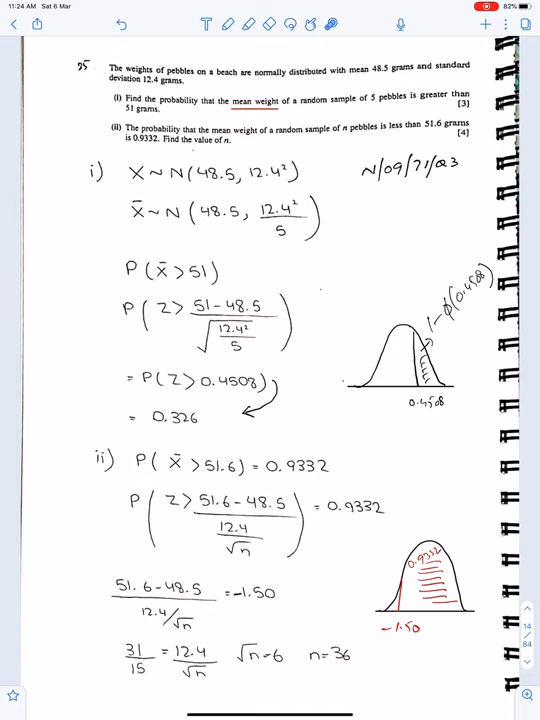 11:24 AM Sat 6 Mar
82%
25 The weights of pebbles on a beach are normally distributed with mean 48.5 grams and standard
deviation 12.4 grams.
(i) Find the probability that the mean weight of a random sample of 5 pebbles is greater than
51 grams. [3]
(ii) The probability that the mean weight of a random sample of n pebbles is less than 51.6 grams
is 0.9332. Find the value of n. [4]
N/09/71/Q3
i) X ~ N(48.5, 12.4²)
X̄ ~ N(48.5, 12.4²/5)
P(X̄ > 51)
P(Z > (51-48.5)/√(12.4²/5))
1-ϕ(0.4508)
= P(Z > 0.4508)
0.4508
= 0.326
ii) P(X̄ > 51.6) = 0.9332
P(Z > (51.6-48.5)/(12.4/√n)) = 0.9332
0.9332
(51.6-48.5)/(12.4/√n) = -1.50
-1.50
31/15 = 12.4/√n √n=6 n=36
14
/
84